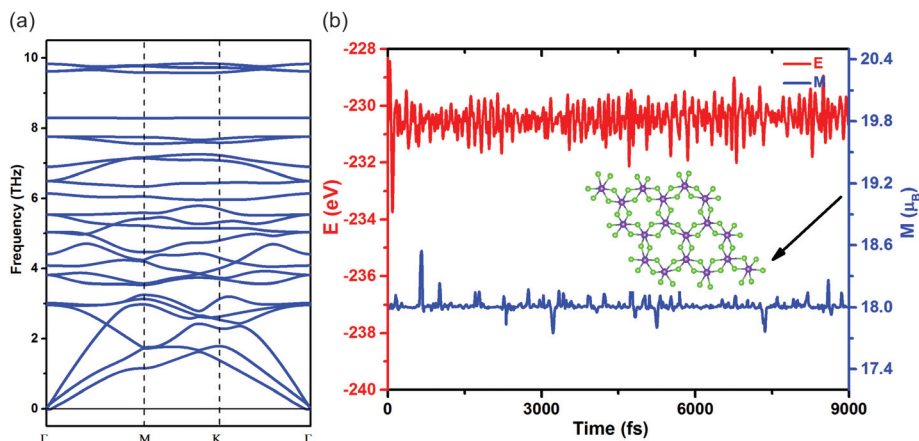 (a)
10
8
6
4
2
0
Frequency (THz)
Γ M K Γ
(b)
-228
-230
-232
-234
-236
-238
-240
E (eV)
E
M
20.4
19.8
19.2
18.6
18.0
17.4
M (μB)
0 3000 6000 9000
Time (fs)